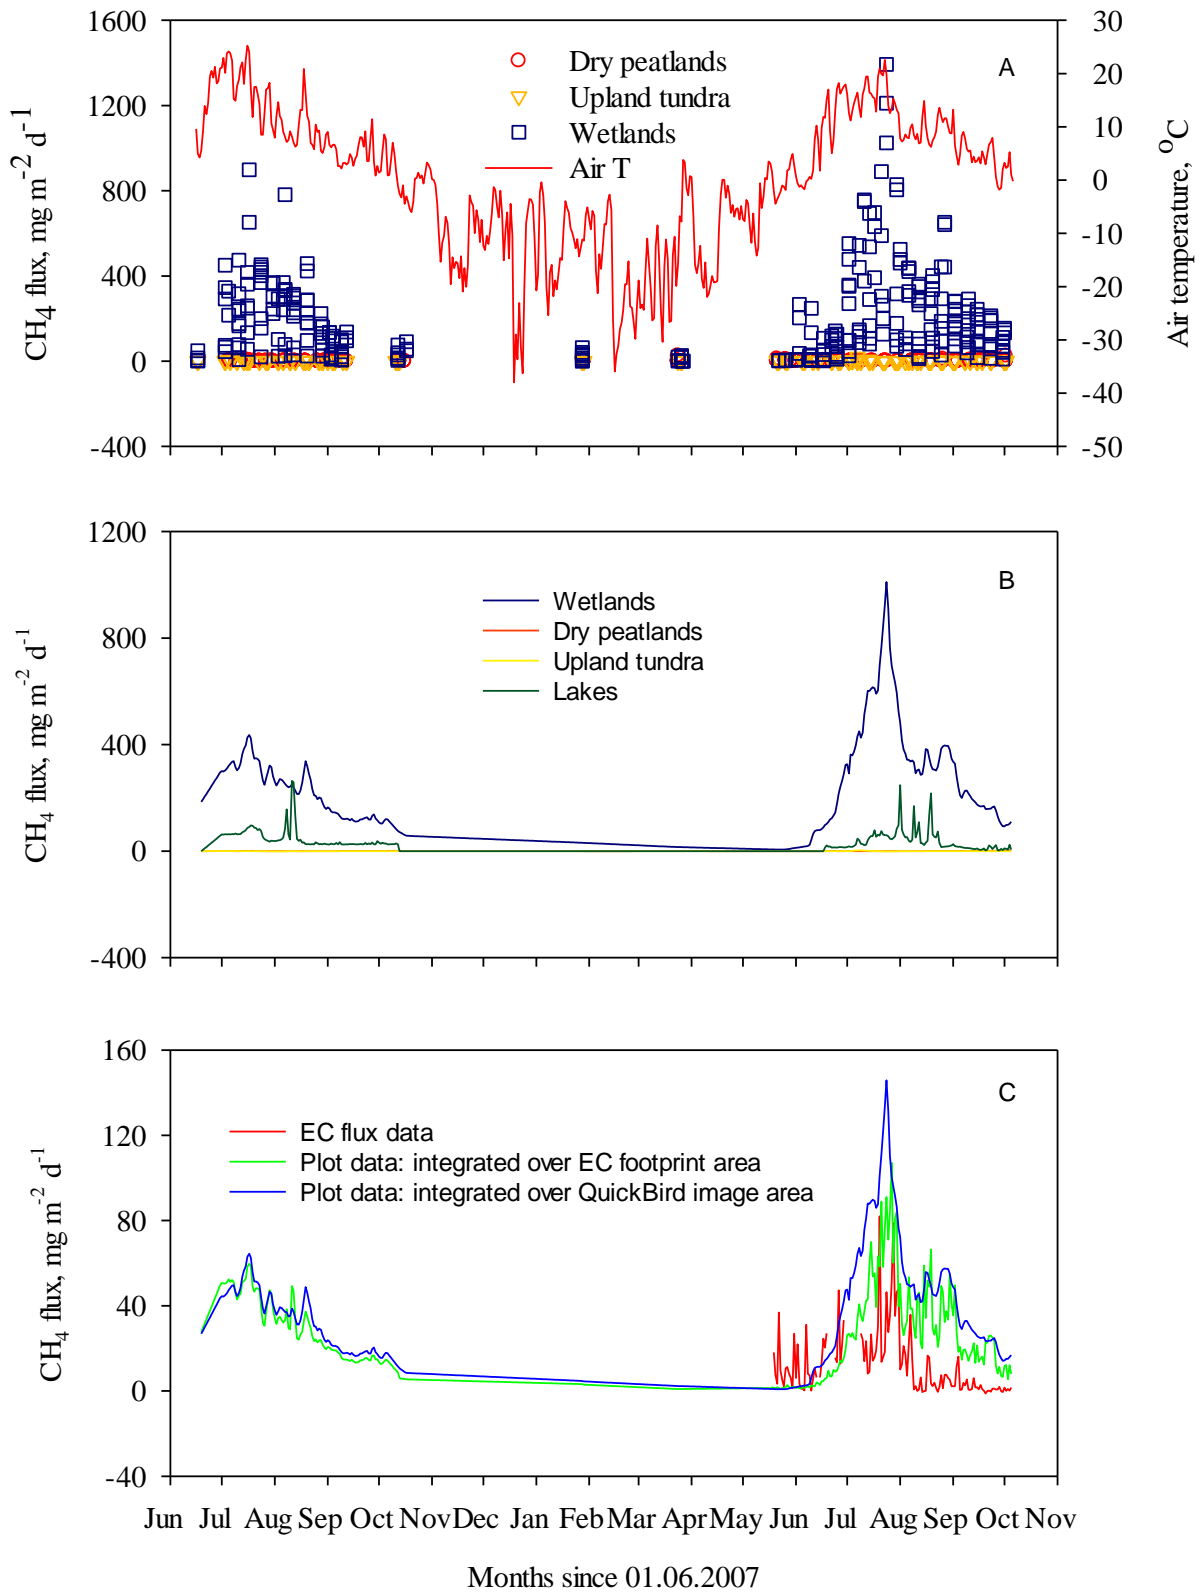 1600
1200
800
400
0
-400
30
20
10
0
-10
-20
-30
-40
-50
CH4 flux, mg m-2 d-1
Air temperature, oC
A
Dry peatlands
Upland tundra
Wetlands
Air T
1200
800
400
0
-400
CH4 flux, mg m-2 d-1
B
Wetlands
Dry peatlands
Upland tundra
Lakes
160
120
80
40
0
-40
CH4 flux, mg m-2 d-1
C
EC flux data
Plot data: integrated over EC footprint area
Plot data: integrated over QuickBird image area
Jun Jul Aug Sep Oct Nov Dec Jan Feb Mar Apr May Jun Jul Aug Sep Oct Nov
Months since 01.06.2007